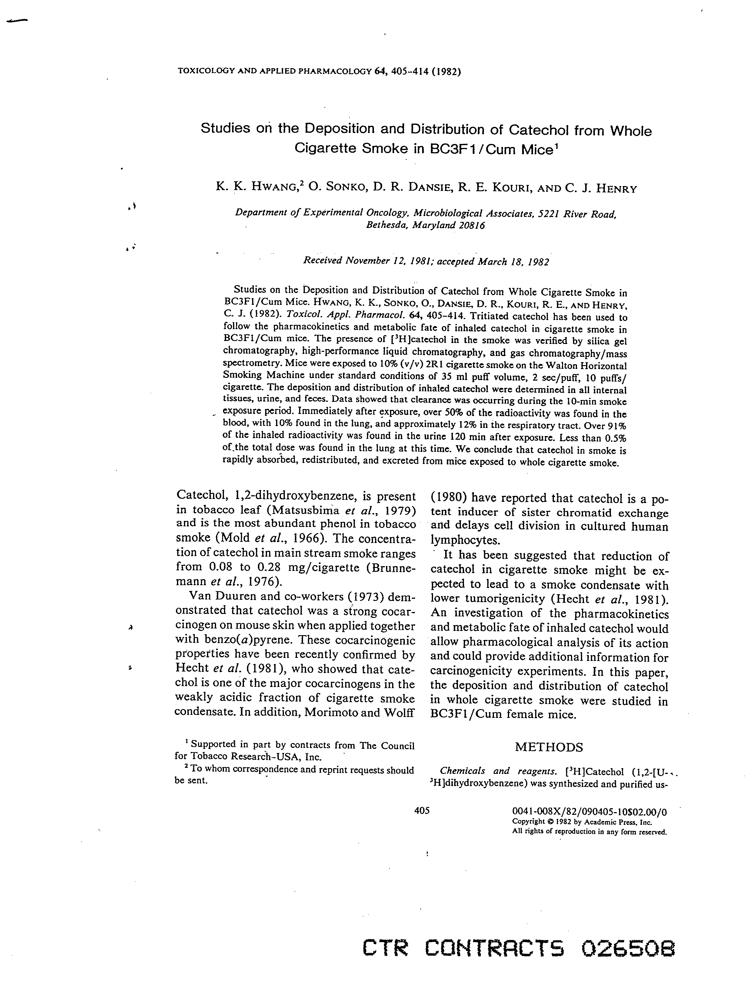 TOXICOLOGY AND APPLIED PHARMACOLOGY 64, 405-414 (1982)
Studies on the Deposition and Distribution of Catechol from Whole
Cigarette Smoke in BC3F1/Cum Mice¹
K. K. HWANG,² O. SONKO, D. R. DANSIE, R. E. KOURI, AND C. J. HENRY
Department of Experimental Oncology, Microbiological Associates, 5221 River Road,
Bethesda, Maryland 20816
Received November 12, 1981; accepted March 18, 1982
Studies on the Deposition and Distribution of Catechol from Whole Cigarette Smoke in
BC3F1/Cum Mice. HWANG, K. K., SONKO, O., DANSIE, D. R., KOURI, R. E., AND HENRY,
C. J. (1982). Toxicol. Appl. Pharmacol. 64, 405-414. Tritiated catechol has been used to
follow the pharmacokinetics and metabolic fate of inhaled catechol in cigarette smoke in
BC3F1/Cum mice. The presence of [³H]catechol in the smoke was verified by silica gel
chromatography, high-performance liquid chromatography, and gas chromatography/mass
spectrometry. Mice were exposed to 10% (v/v) 2R1 cigarette smoke on the Walton Horizontal
Smoking Machine under standard conditions of 35 ml puff volume, 2 sec/puff, 10 puffs/
cigarette. The deposition and distribution of inhaled catechol were determined in all internal
tissues, urine, and feces. Data showed that clearance was occurring during the 10-min smoke
exposure period. Immediately after exposure, over 50% of the radioactivity was found in the
blood, with 10% found in the lung, and approximately 12% in the respiratory tract. Over 91%
of the inhaled radioactivity was found in the urine 120 min after exposure. Less than 0.5%
of the total dose was found in the lung at this time. We conclude that catechol in smoke is
rapidly absorbed, redistributed, and excreted from mice exposed to whole cigarette smoke.
Catechol, 1,2-dihydroxybenzene, is present
in tobacco leaf (Matsusbima et al., 1979)
and is the most abundant phenol in tobacco
smoke (Mold et al., 1966). The concentra-
tion of catechol in main stream smoke ranges
from 0.08 to 0.28 mg/cigarette (Brunne-
mann et al., 1976).
Van Duuren and co-workers (1973) dem-
onstrated that catechol was a strong cocar-
cinogen on mouse skin when applied together
with benzo(a)pyrene. These cocarcinogenic
properties have been recently confirmed by
Hecht et al. (1981), who showed that cate-
chol is one of the major cocarcinogens in the
weakly acidic fraction of cigarette smoke
condensate. In addition, Morimoto and Wolff
¹ Supported in part by contracts from The Council
for Tobacco Research-USA, Inc.
² To whom correspondence and reprint requests should
be sent.
(1980) have reported that catechol is a po-
tent inducer of sister chromatid exchange
and delays cell division in cultured human
lymphocytes.
It has been suggested that reduction of
catechol in cigarette smoke might be ex-
pected to lead to a smoke condensate with
lower tumorigenicity (Hecht et al., 1981).
An investigation of the pharmacokinetics
and metabolic fate of inhaled catechol would
allow pharmacological analysis of its action
and could provide additional information for
carcinogenicity experiments. In this paper,
the deposition and distribution of catechol
in whole cigarette smoke were studied in
BC3F1/Cum female mice.
METHODS
Chemicals and reagents. [³H]Catechol (1,2-[U-
³H]dihydroxybenzene) was synthesized and purified us-
405
0041-008X/82/090405-10$02.00/0
Copyright © 1982 by Academic Press, Inc.
All rights of reproduction in any form reserved.
CTR CONTRACTS 026508